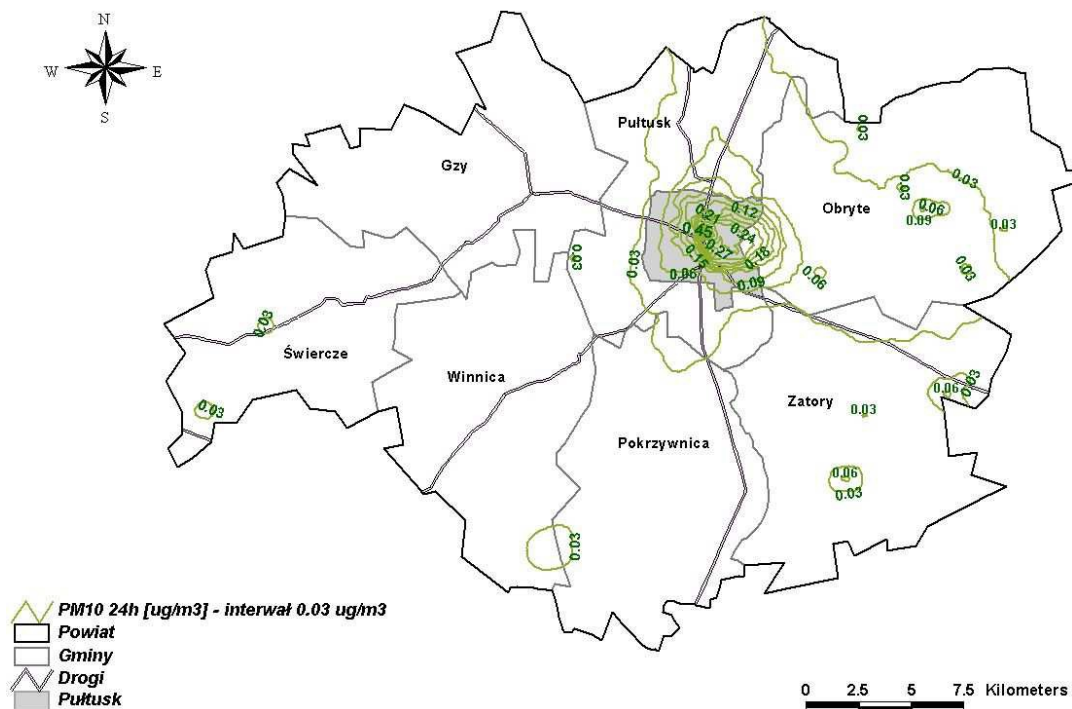 N
W E
S
Pułtusk
Gzy
0.03
0.03
0.03
0.06
0.09
0.03
Obryte
0.21
0.12
0.45
0.24
0.27
0.15
0.18
0.03
0.03
0.06
0.09
0.06
0.03
0.03
Świercze
Winnica
0.03
0.06
0.03
Zatory
0.03
Pokrzywnica
0.06
0.03
0.03
PM10 24h [ug/m3] - interwał 0.03 ug/m3
Powiat
Gminy
Drogi
Pułtusk
0 2.5 5 7.5 Kilometers